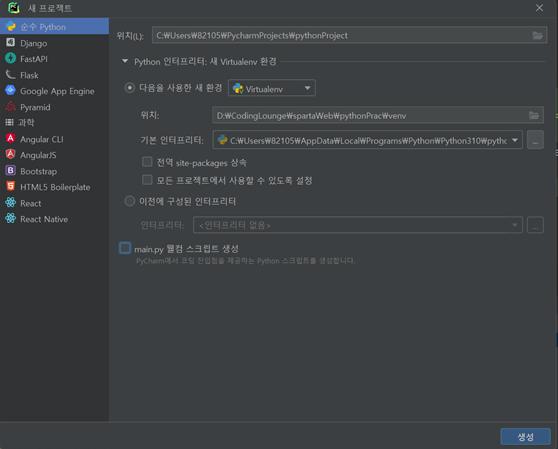 새 프로젝트
순수 Python
Django
FastAPI
Flask
Google App Engine
Pyramid
과학
Angular CLI
AngularJS
Bootstrap
HTML5 Boilerplate
React
React Native
위치(L): C:₩Users₩82105₩PycharmProjects₩pythonProject
Python 인터프리터: 새 Virtualenv 환경
다음을 사용한 새 환경 Virtualenv
위치: D:₩CodingLounge₩spartaWeb₩pythonPrac₩venv
기본 인터프리터: C:₩Users₩82105₩AppData₩Local₩Programs₩Python₩Python310₩pytho ...
전역 site-packages 상속
모든 프로젝트에서 사용할 수 있도록 설정
이전에 구성된 인터프리터
인터프리터: <인터프리터 없음> ...
main.py 웰컴 스크립트 생성
PyCharm에서 코딩 진입점을 제공하는 Python 스크립트를 생성합니다.
생성